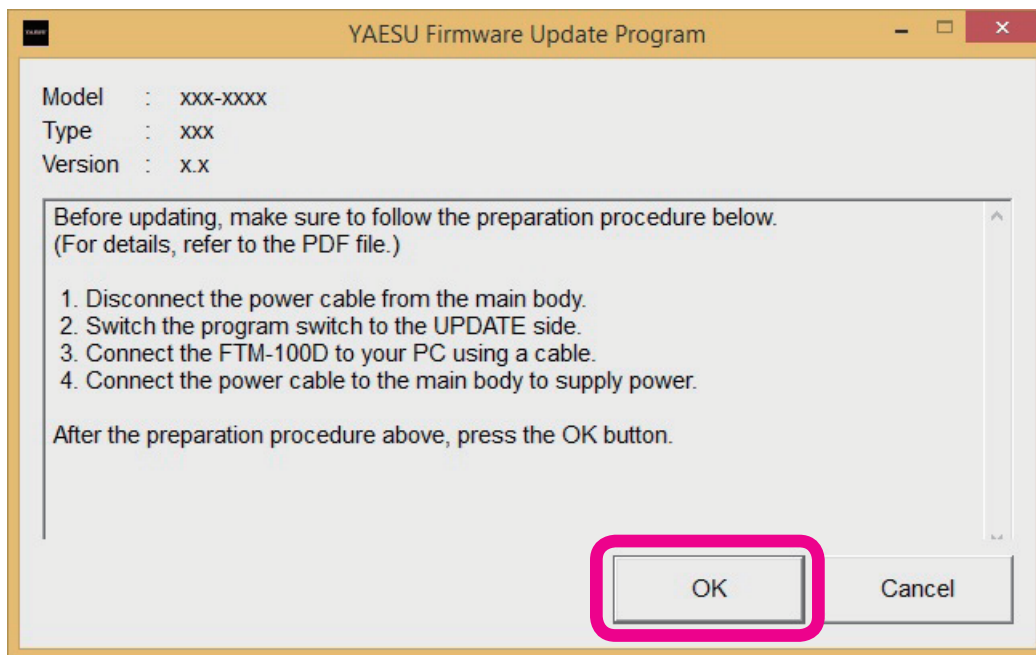 YAESU Firmware Update Program
Model : xxx-xxxx
Type : xxx
Version : x.x
Before updating, make sure to follow the preparation procedure below.
(For details, refer to the PDF file.)
1. Disconnect the power cable from the main body.
2. Switch the program switch to the UPDATE side.
3. Connect the FTM-100D to your PC using a cable.
4. Connect the power cable to the main body to supply power.
After the preparation procedure above, press the OK button.
OK Cancel